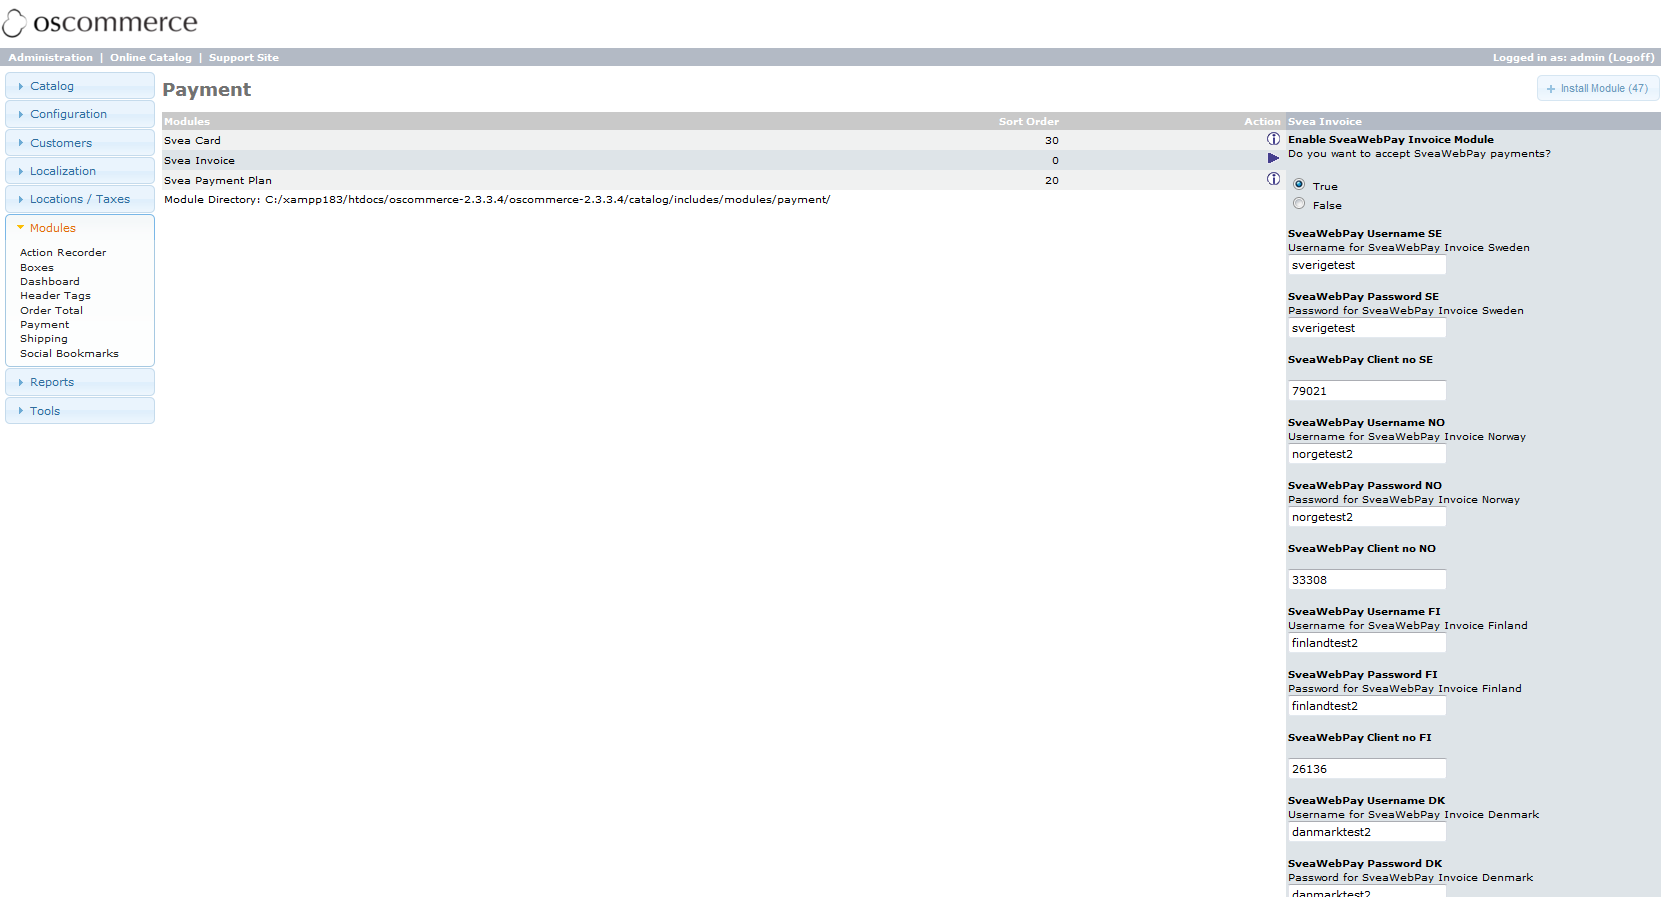 oscommerce
Administration | Online Catalog | Support Site
Logged in as: admin (Logoff)
Catalog
Configuration
Customers
Localization
Locations / Taxes
Modules
Action Recorder
Boxes
Dashboard
Header Tags
Order Total
Payment
Shipping
Social Bookmarks
Reports
Tools
Payment
+ Install Module (47)
Modules Sort Order Action
Svea Card 30
Svea Invoice 0
Svea Payment Plan 20
Module Directory: C:/xampp183/htdocs/oscommerce-2.3.3.4/oscommerce-2.3.3.4/catalog/includes/modules/payment/
Svea Invoice
Enable SveaWebPay Invoice Module
Do you want to accept SveaWebPay payments?
True
False
SveaWebPay Username SE
Username for SveaWebPay Invoice Sweden
sverigetest
SveaWebPay Password SE
Password for SveaWebPay Invoice Sweden
sverigetest
SveaWebPay Client no SE
79021
SveaWebPay Username NO
Username for SveaWebPay Invoice Norway
norgetest2
SveaWebPay Password NO
Password for SveaWebPay Invoice Norway
norgetest2
SveaWebPay Client no NO
33308
SveaWebPay Username FI
Username for SveaWebPay Invoice Finland
finlandtest2
SveaWebPay Password FI
Password for SveaWebPay Invoice Finland
finlandtest2
SveaWebPay Client no FI
26136
SveaWebPay Username DK
Username for SveaWebPay Invoice Denmark
danmarktest2
SveaWebPay Password DK
Password for SveaWebPay Invoice Denmark
danmarktest2